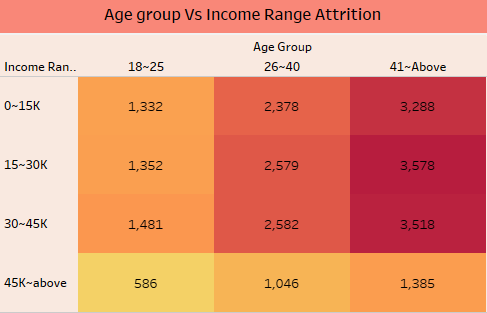 Age group Vs Income Range Attrition
Age Group
Income Ran.. 18~25 26~40 41~Above
0~15K 1,332 2,378 3,288
15~30K 1,352 2,579 3,578
30~45K 1,481 2,582 3,518
45K~above 586 1,046 1,385